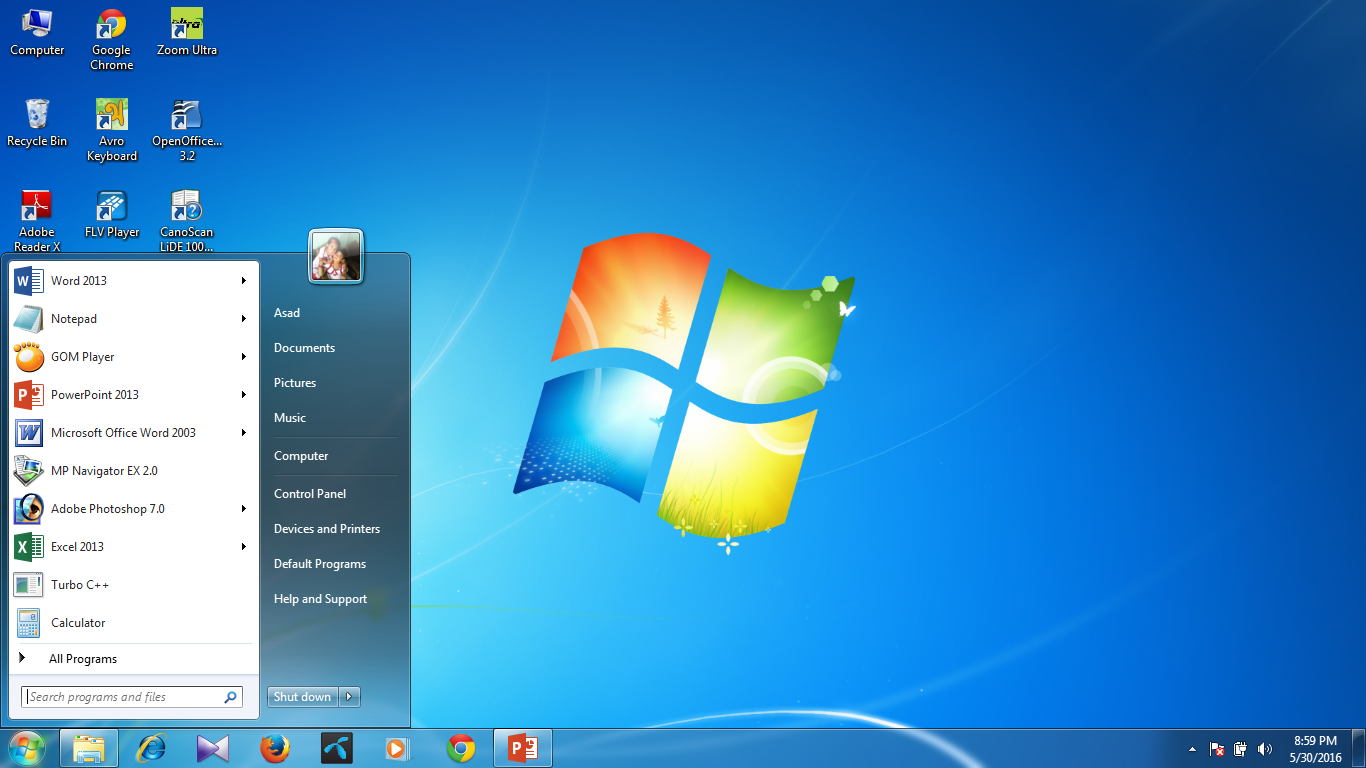 Computer
Google
Chrome
Zoom Ultra
Recycle Bin
Avro
Keyboard
OpenOffice...
3.2
Adobe
Reader X
FLV Player
CanoScan
LiDE 100...
Word 2013
Notepad
GOM Player
PowerPoint 2013
Microsoft Office Word 2003
MP Navigator EX 2.0
Adobe Photoshop 7.0
Excel 2013
Turbo C++
Calculator
All Programs
Search programs and files
Asad
Documents
Pictures
Music
Computer
Control Panel
Devices and Printers
Default Programs
Help and Support
Shut down
8:59 PM
5/30/2016